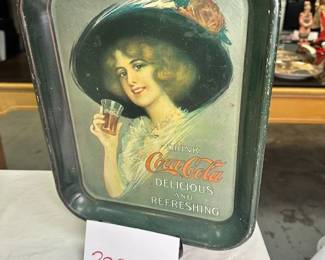 DRINK
Coca-Cola
DELICIOUS
AND
REFRESHING